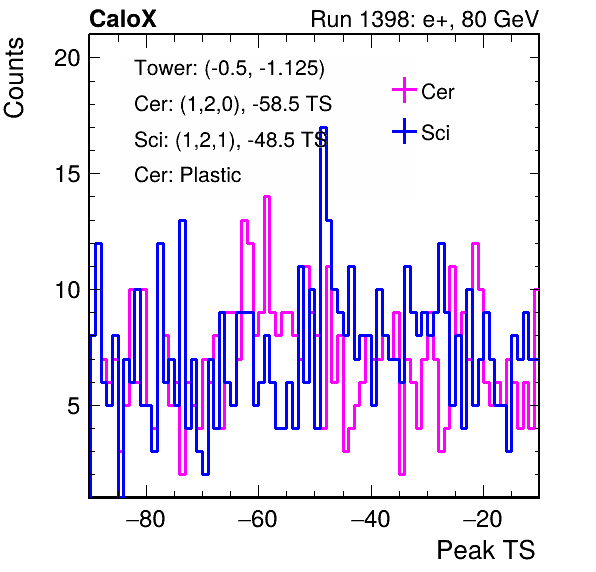 CaloX Run 1398: e+, 80 GeV
Counts
Tower: (-0.5, -1.125)
Cer: (1,2,0), -58.5 TS
Sci: (1,2,1), -48.5 TS
Cer: Plastic
Cer
Sci
20
15
10
5
−80 −60 −40 −20
Peak TS